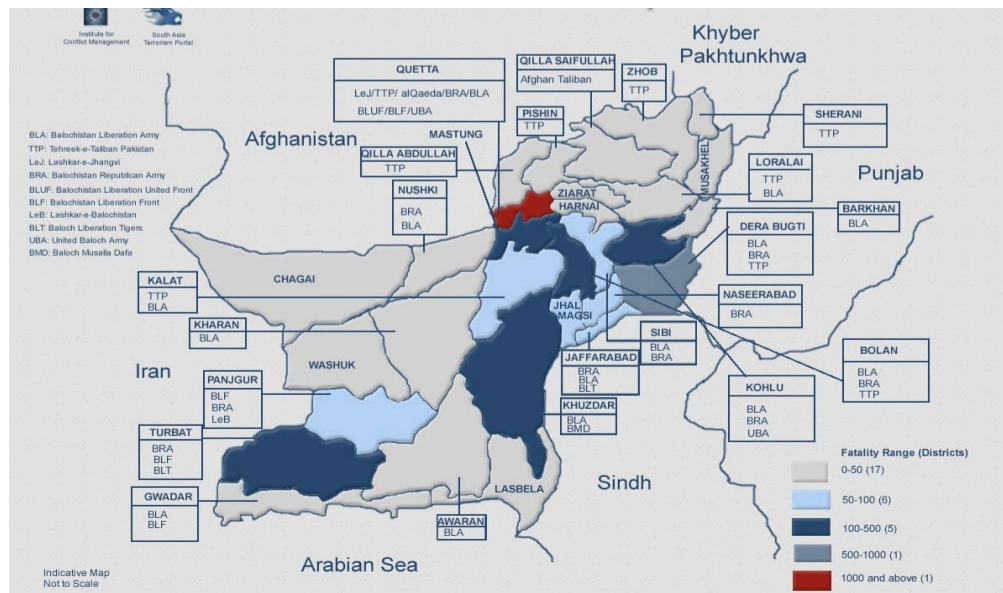 Institute for
Conflict Management
South Asia
Terrorism Portal
Khyber
Pakhtunkhwa
Afghanistan
Punjab
Iran
Sindh
Arabian Sea
BLA: Balochistan Liberation Army
TTP: Tehreek-e-Taliban Pakistan
LeJ: Lashkar-e-Jhangvi
BRA: Balochistan Republican Army
BLUF: Balochistan Liberation United Front
BLF: Balochistan Liberation Front
LeB: Lashkar-e-Balochistan
BLT: Baloch Liberation Tigers
UBA: United Baloch Army
BMD: Baloch Musalla Dafa
QUETTA
LeJ/TTP/ alQaeda/BRA/BLA
BLUF/BLF/UBA
QILLA SAIFULLAH
Afghan Taliban
ZHOB
TTP
SHERANI
TTP
PISHIN
TTP
MASTUNG
QILLA ABDULLAH
TTP
NUSHKI
BRA
BLA
LORALAI
TTP
BLA
MUSAKHEL
BARKHAN
BLA
ZIARAT
HARNAI
DERA BUGTI
BLA
BRA
TTP
CHAGAI
KALAT
TTP
BLA
KHARAN
BLA
WASHUK
JHAL
MAGSI
NASEERABAD
BRA
SIBI
BLA
BRA
JAFFARABAD
BRA
BLA
BLT
BOLAN
BLA
BRA
TTP
KOHLU
BLA
BRA
UBA
PANJGUR
BLF
BRA
LeB
KHUZDAR
BLA
BMD
TURBAT
BRA
BLF
BLT
GWADAR
BLA
BLF
LASBELA
AWARAN
BLA
Fatality Range (Districts)
0-50 (17)
50-100 (6)
100-500 (5)
500-1000 (1)
1000 and above (1)
Indicative Map
Not to Scale